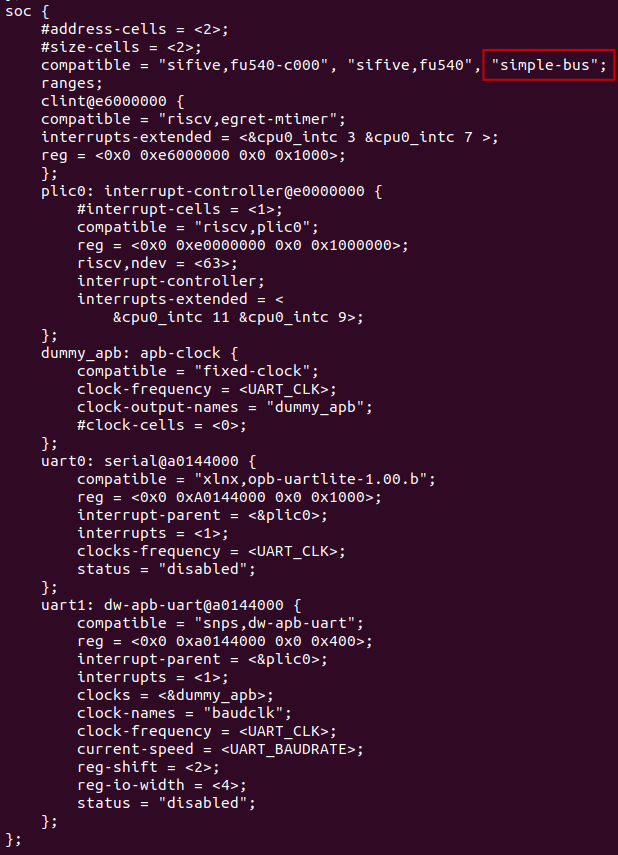 soc {
    #address-cells = <2>;
    #size-cells = <2>;
    compatible = "sifive,fu540-c000", "sifive,fu540", "simple-bus";
    ranges;
    clint@e6000000 {
    compatible = "riscv,egret-mtimer";
    interrupts-extended = <&cpu0_intc 3 &cpu0_intc 7 >;
    reg = <0x0 0xe6000000 0x0 0x1000>;
    };
    plic0: interrupt-controller@e0000000 {
        #interrupt-cells = <1>;
        compatible = "riscv,plic0";
        reg = <0x0 0xe0000000 0x0 0x1000000>;
        riscv,ndev = <63>;
        interrupt-controller;
        interrupts-extended = <
            &cpu0_intc 11 &cpu0_intc 9>;
    };
    dummy_apb: apb-clock {
        compatible = "fixed-clock";
        clock-frequency = <UART_CLK>;
        clock-output-names = "dummy_apb";
        #clock-cells = <0>;
    };
    uart0: serial@a0144000 {
        compatible = "xlnx,opb-uartlite-1.00.b";
        reg = <0x0 0xA0144000 0x0 0x1000>;
        interrupt-parent = <&plic0>;
        interrupts = <1>;
        clocks-frequency = <UART_CLK>;
        status = "disabled";
    };
    uart1: dw-apb-uart@a0144000 {
        compatible = "snps,dw-apb-uart";
        reg = <0x0 0xa0144000 0x0 0x400>;
        interrupt-parent = <&plic0>;
        interrupts = <1>;
        clocks = <&dummy_apb>;
        clock-names = "baudclk";
        clock-frequency = <UART_CLK>;
        current-speed = <UART_BAUDRATE>;
        reg-shift = <2>;
        reg-io-width = <4>;
        status = "disabled";
    };
};